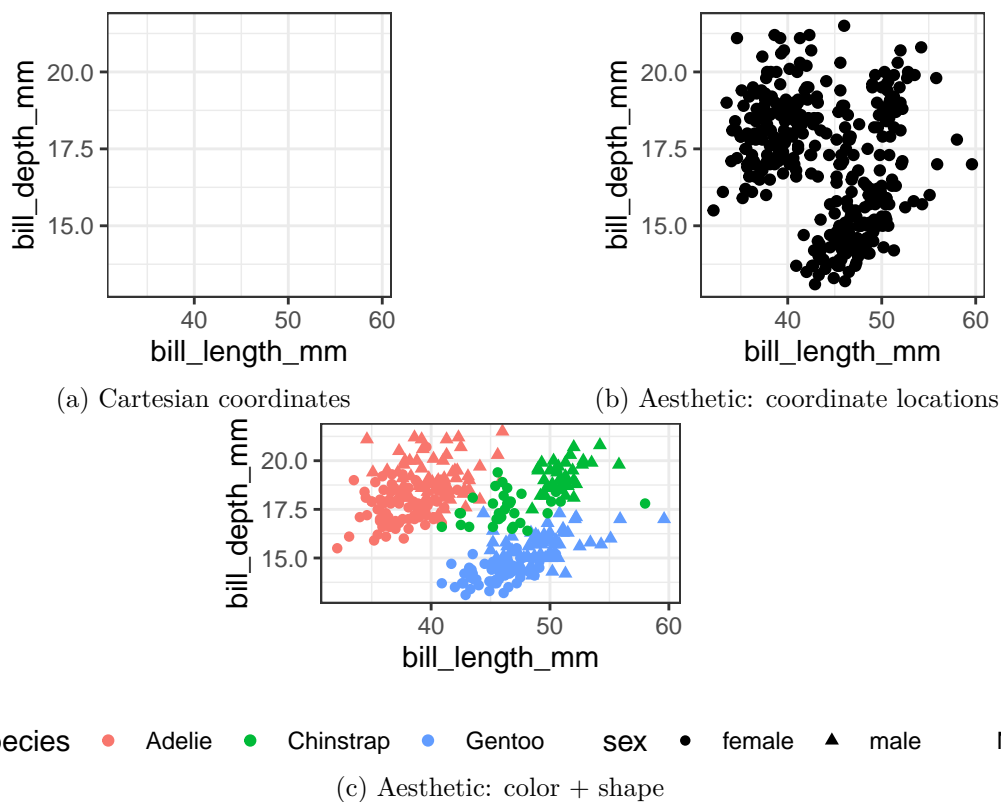 bill_depth_mm
20.0
17.5
15.0
40 50 60
bill_length_mm
(a) Cartesian coordinates
bill_depth_mm
20.0
17.5
15.0
40 50 60
bill_length_mm
(b) Aesthetic: coordinate locations
bill_depth_mm
20.0
17.5
15.0
40 50 60
bill_length_mm
ecies Adelie Chinstrap Gentoo sex female male
(c) Aesthetic: color + shape